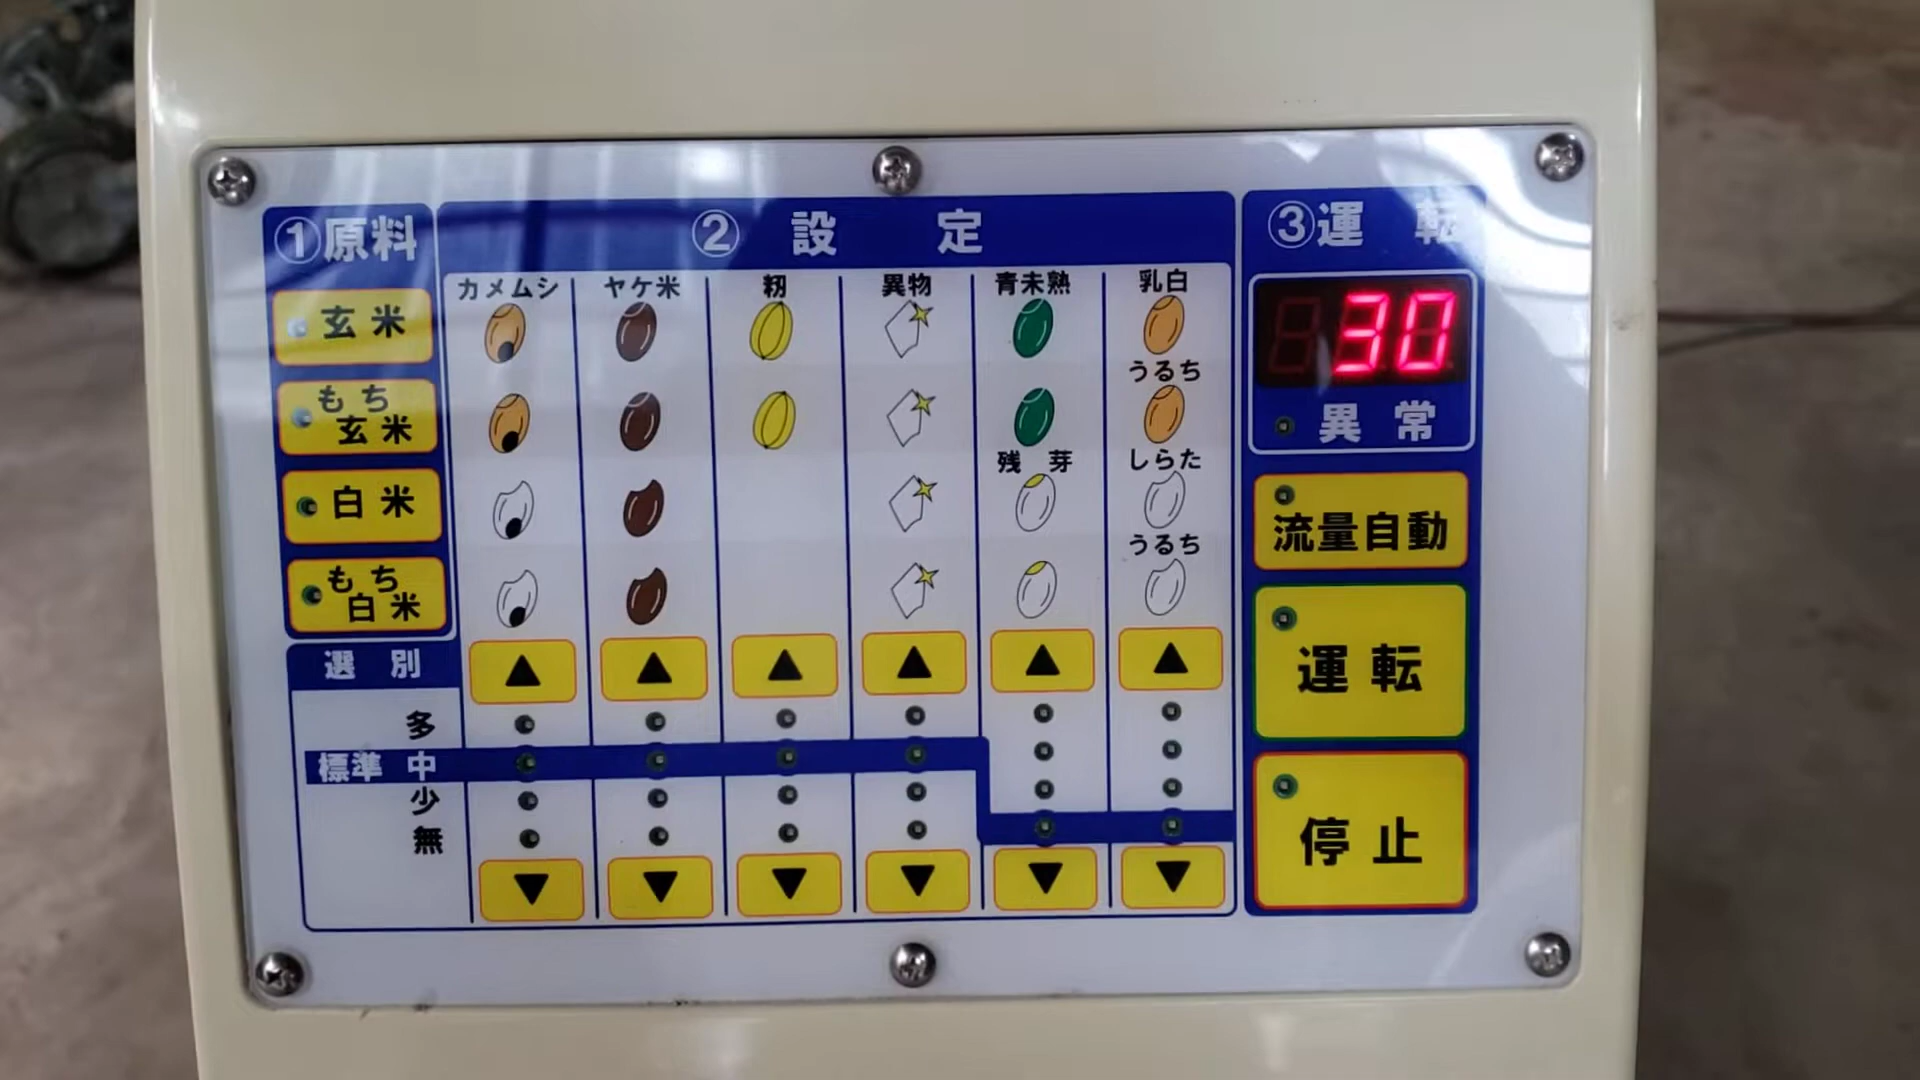 ①原料
玄米
もち
玄米
白米
もち
白米
② 設 定
カメムシ
ヤケ米
籾
異物
青未熟
乳白
うるち
残 芽
しらた
うるち
▲ ▲ ▲ ▲ ▲ ▲
選 別
多
標準 中
少
無
▼ ▼ ▼ ▼ ▼ ▼
③運 転
30
異 常
流量自動
運 転
停 止